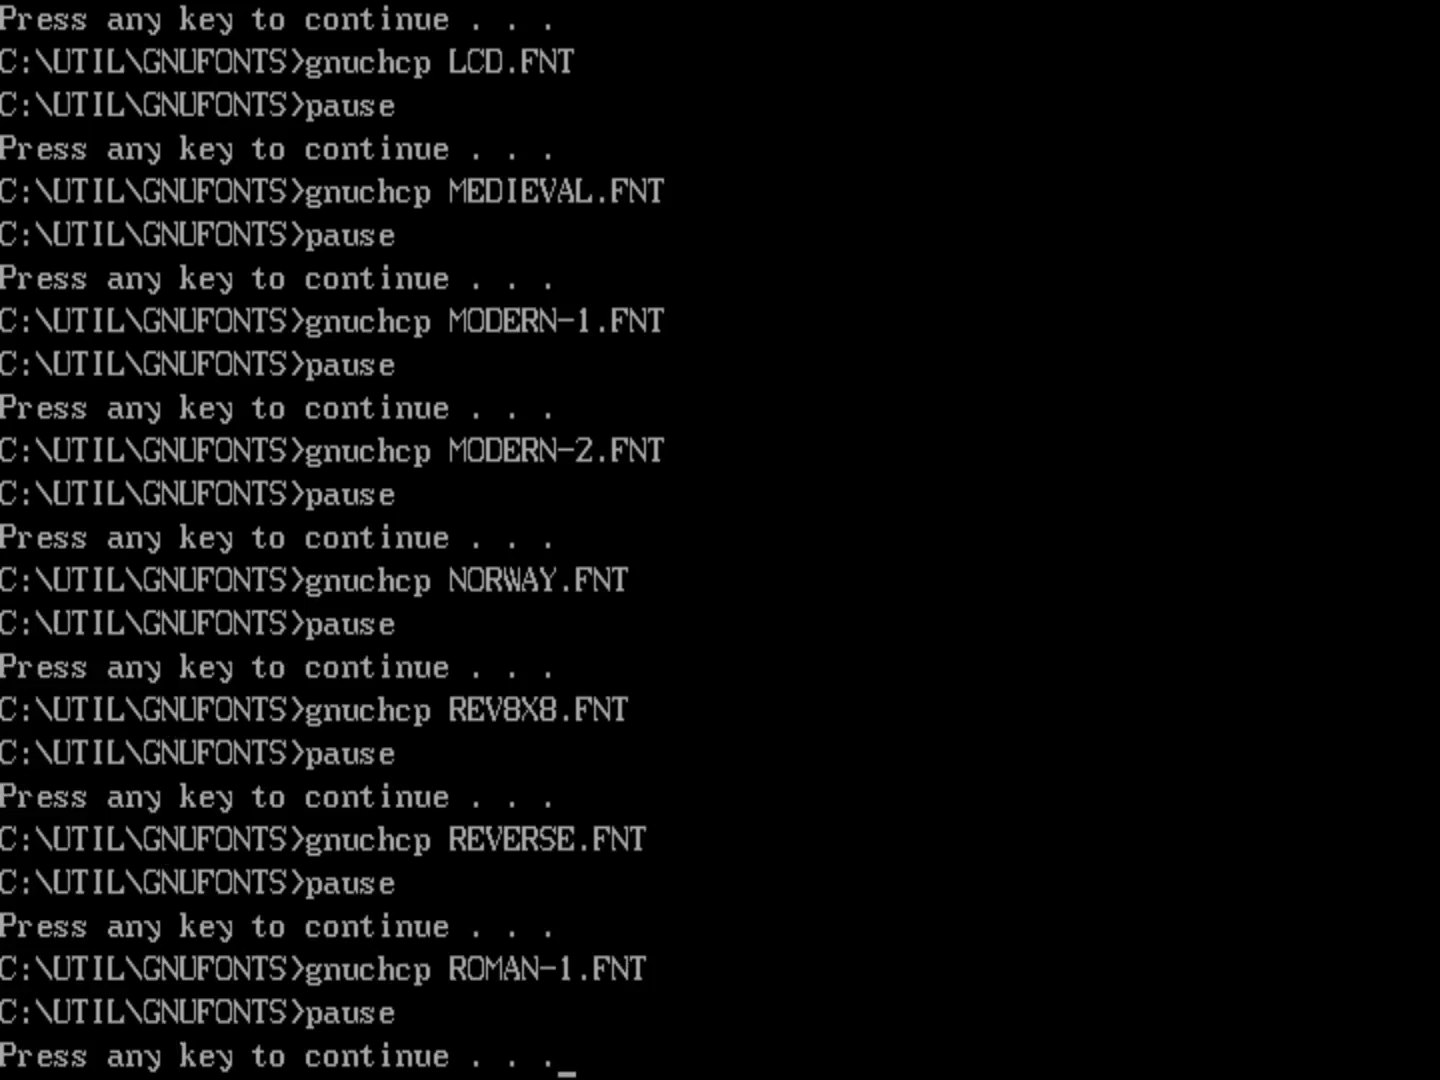 Press any key to continue . . .
C:\UTIL\GNUFONTS>gnuchcp LCD.FNT
C:\UTIL\GNUFONTS>pause
Press any key to continue . . .
C:\UTIL\GNUFONTS>gnuchcp MEDIEVAL.FNT
C:\UTIL\GNUFONTS>pause
Press any key to continue . . .
C:\UTIL\GNUFONTS>gnuchcp MODERN-1.FNT
C:\UTIL\GNUFONTS>pause
Press any key to continue . . .
C:\UTIL\GNUFONTS>gnuchcp MODERN-2.FNT
C:\UTIL\GNUFONTS>pause
Press any key to continue . . .
C:\UTIL\GNUFONTS>gnuchcp NORWAY.FNT
C:\UTIL\GNUFONTS>pause
Press any key to continue . . .
C:\UTIL\GNUFONTS>gnuchcp REV8X8.FNT
C:\UTIL\GNUFONTS>pause
Press any key to continue . . .
C:\UTIL\GNUFONTS>gnuchcp REVERSE.FNT
C:\UTIL\GNUFONTS>pause
Press any key to continue . . .
C:\UTIL\GNUFONTS>gnuchcp ROMAN-1.FNT
C:\UTIL\GNUFONTS>pause
Press any key to continue . . ._